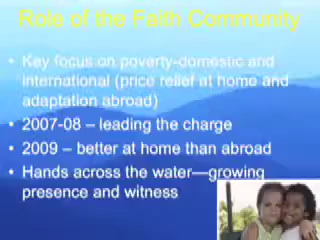 Role of the Faith Community
• Key focus on poverty-domestic and
international (price relief at home and
adaptation abroad)
• 2007-08 – leading the charge
• 2009 – better at home than abroad
• Hands across the water—growing
presence and witness